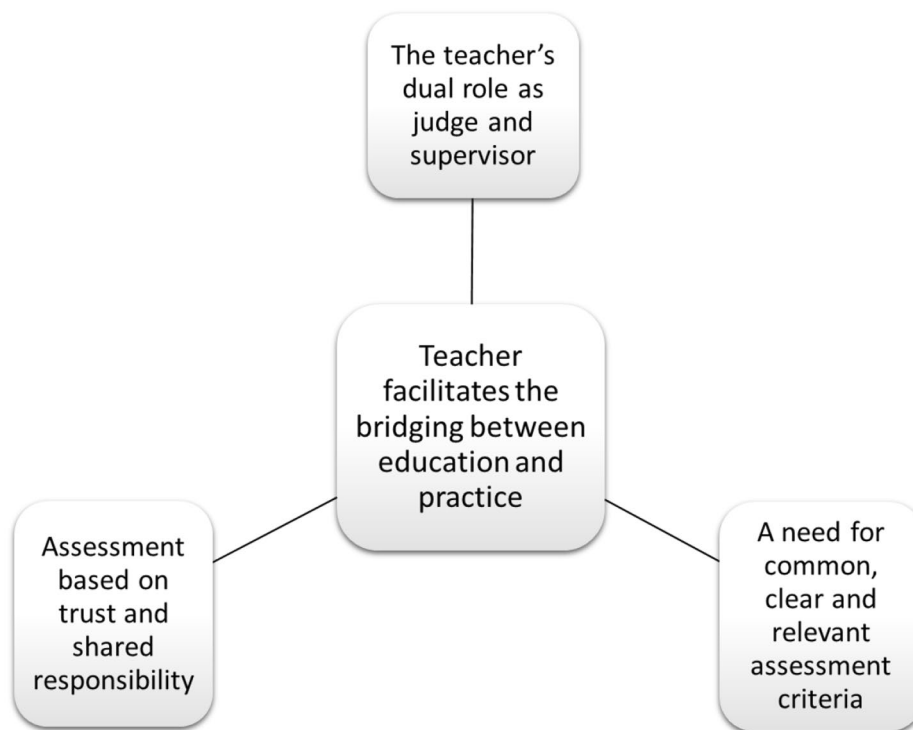 The teacher’s
dual role as
judge and
supervisor
Teacher
facilitates the
bridging between
education and
practice
Assessment
based on
trust and
shared
responsibility
A need for
common,
clear and
relevant
assessment
criteria